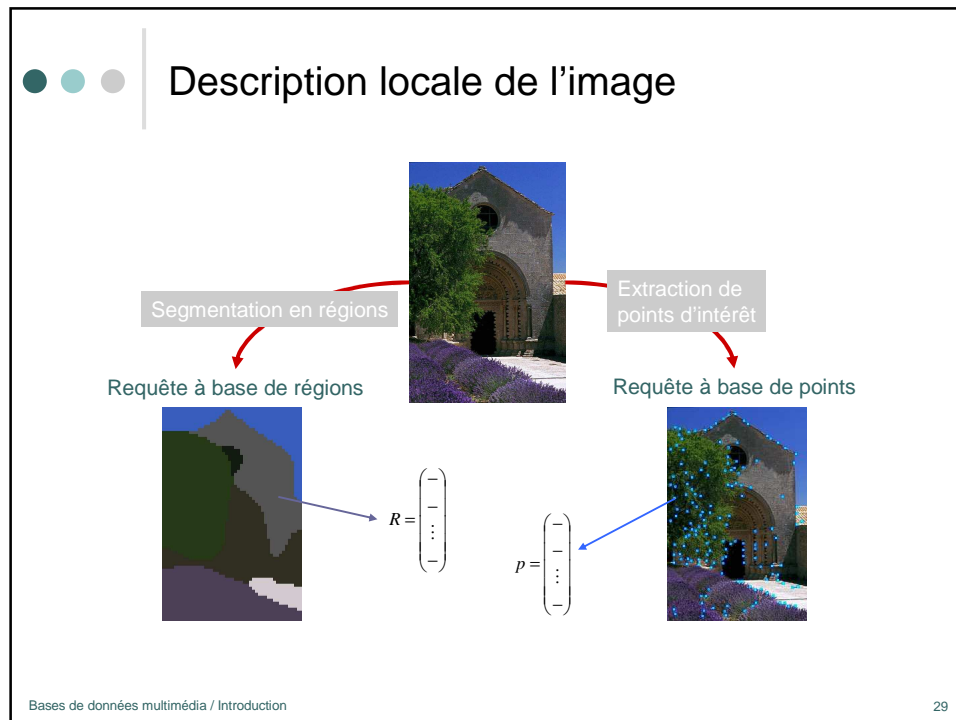 Description locale de l'image
Segmentation en régions
Extraction de
points d'intérêt
Requête à base de régions
Requête à base de points
R = (− − ⋮ −)
p = (− − ⋮ −)
Bases de données multimédia / Introduction
29